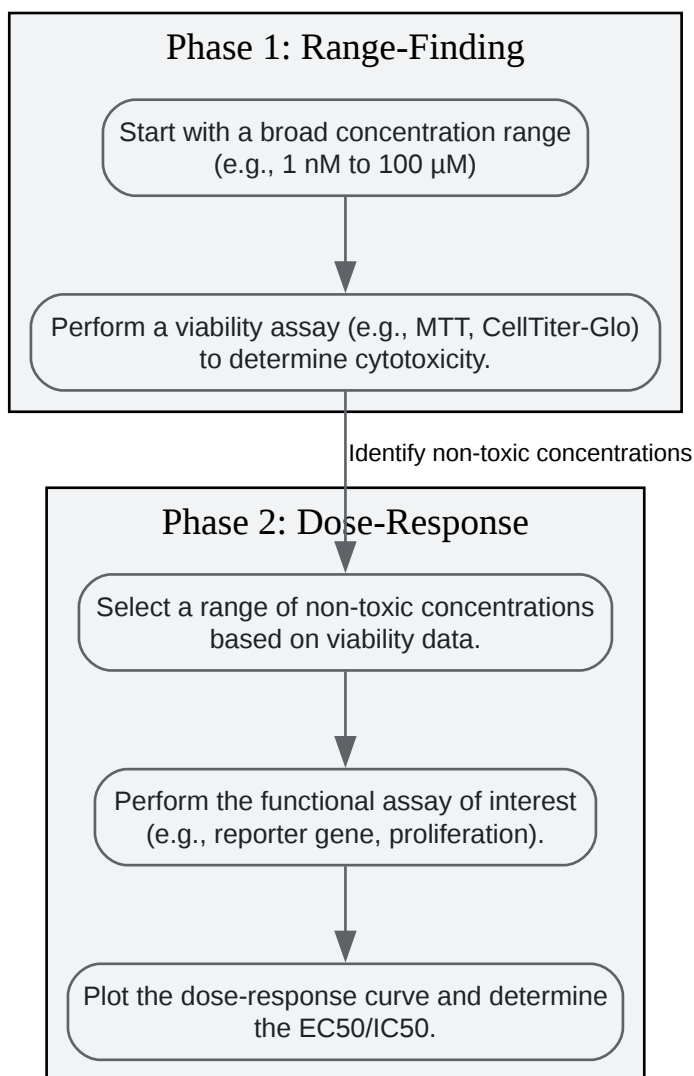 Phase 1: Range-Finding
Start with a broad concentration range
(e.g., 1 nM to 100 µM)
Perform a viability assay (e.g., MTT, CellTiter-Glo)
to determine cytotoxicity.
Identify non-toxic concentrations
Phase 2: Dose-Response
Select a range of non-toxic concentrations
based on viability data.
Perform the functional assay of interest
(e.g., reporter gene, proliferation).
Plot the dose-response curve and determine
the EC50/IC50.